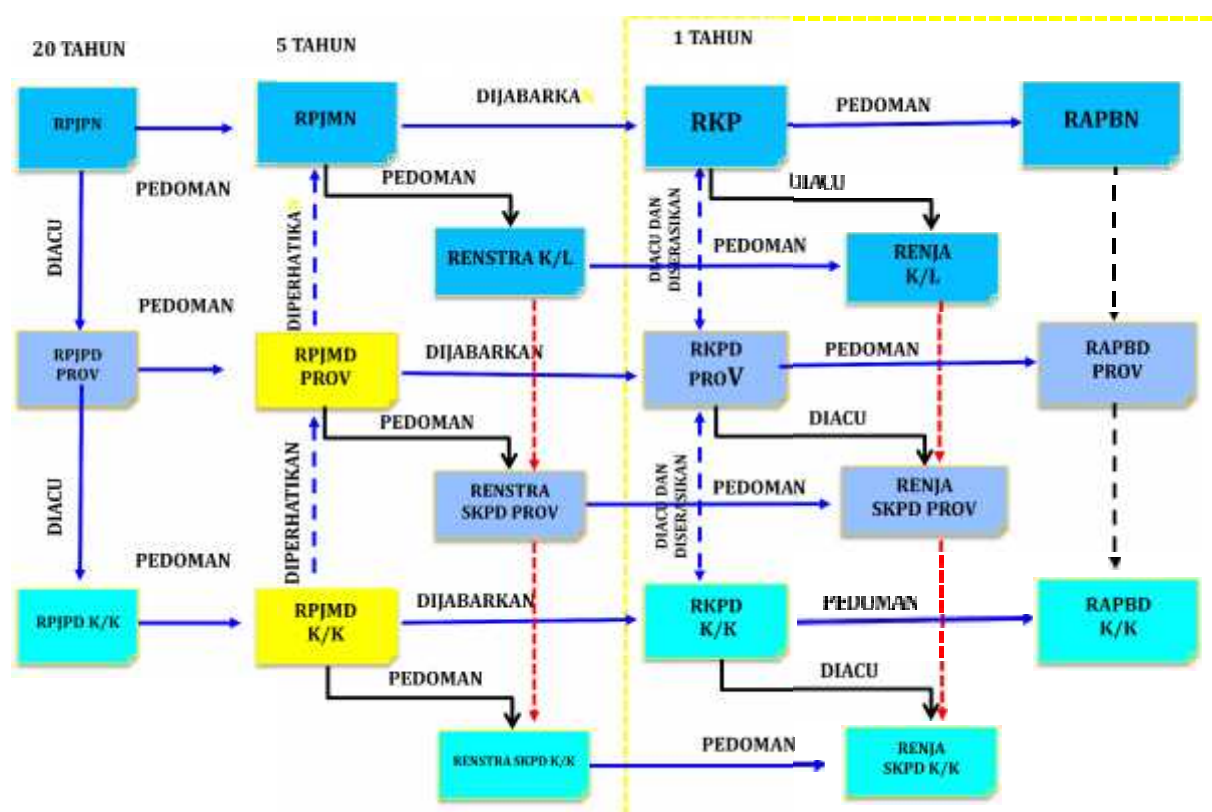 20 TAHUN
5 TAHUN
1 TAHUN
RPJPN
RPJMN
DIJABARKAN
RKP
PEDOMAN
RAPBN
PEDOMAN
PEDOMAN
DIACU
DIACU
DIPERHATIKAN
RENSTRA K/L
DIACU DAN
DISERASIKAN
PEDOMAN
RENJA
K/L
PEDOMAN
RPJPD
PROV
RPJMD
PROV
DIJABARKAN
RKPD
PROV
PEDOMAN
RAPBD
PROV
PEDOMAN
DIACU
DIACU
DIPERHATIKAN
RENSTRA
SKPD PROV
DIACU DAN
DISERASIKAN
PEDOMAN
RENJA
SKPD PROV
PEDOMAN
RPJPD K/K
RPJMD
K/K
DIJABARKAN
RKPD
K/K
PEDOMAN
RAPBD
K/K
PEDOMAN
DIACU
RENSTRA SKPD K/K
PEDOMAN
RENJA
SKPD K/K